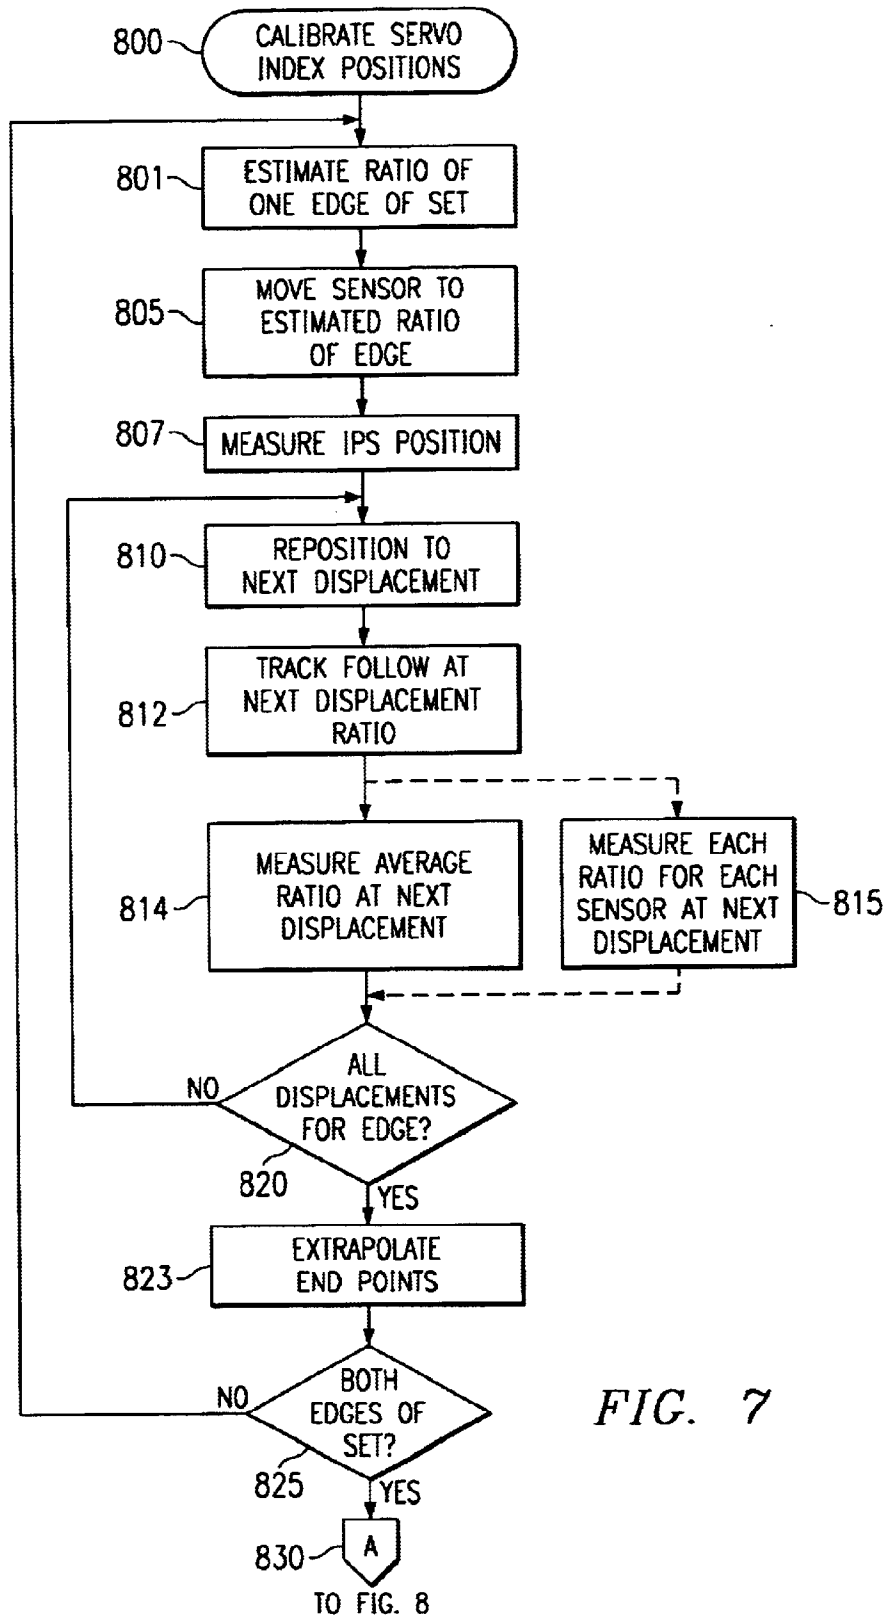 800
CALIBRATE SERVO
INDEX POSITIONS
801
ESTIMATE RATIO OF
ONE EDGE OF SET
805
MOVE SENSOR TO
ESTIMATED RATIO
OF EDGE
807
MEASURE IPS POSITION
810
REPOSITION TO
NEXT DISPLACEMENT
812
TRACK FOLLOW AT
NEXT DISPLACEMENT
RATIO
814
MEASURE AVERAGE
RATIO AT NEXT
DISPLACEMENT
MEASURE EACH
RATIO FOR EACH
SENSOR AT NEXT
DISPLACEMENT
815
NO
ALL
DISPLACEMENTS
FOR EDGE?
820
YES
823
EXTRAPOLATE
END POINTS
NO
BOTH
EDGES OF
SET?
825
YES
FIG. 7
830
A
TO FIG. 8